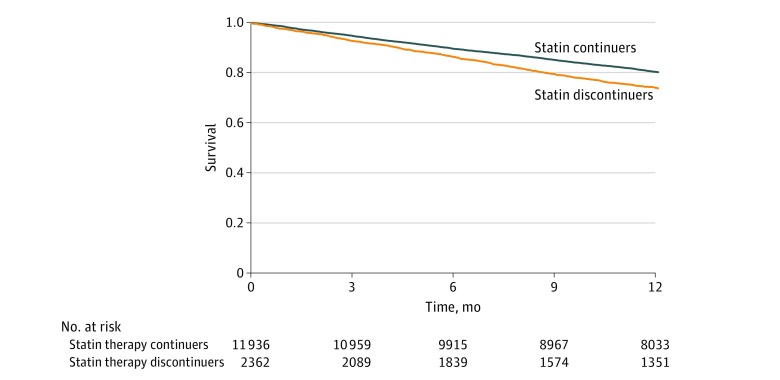 1.0
0.8
0.6
0.4
0.2
0
Survival
Statin continuers
Statin discontinuers
0 3 6 9 12
Time, mo
No. at risk
Statin therapy continuers 11 936 10 959 9915 8967 8033
Statin therapy discontinuers 2362 2089 1839 1574 1351